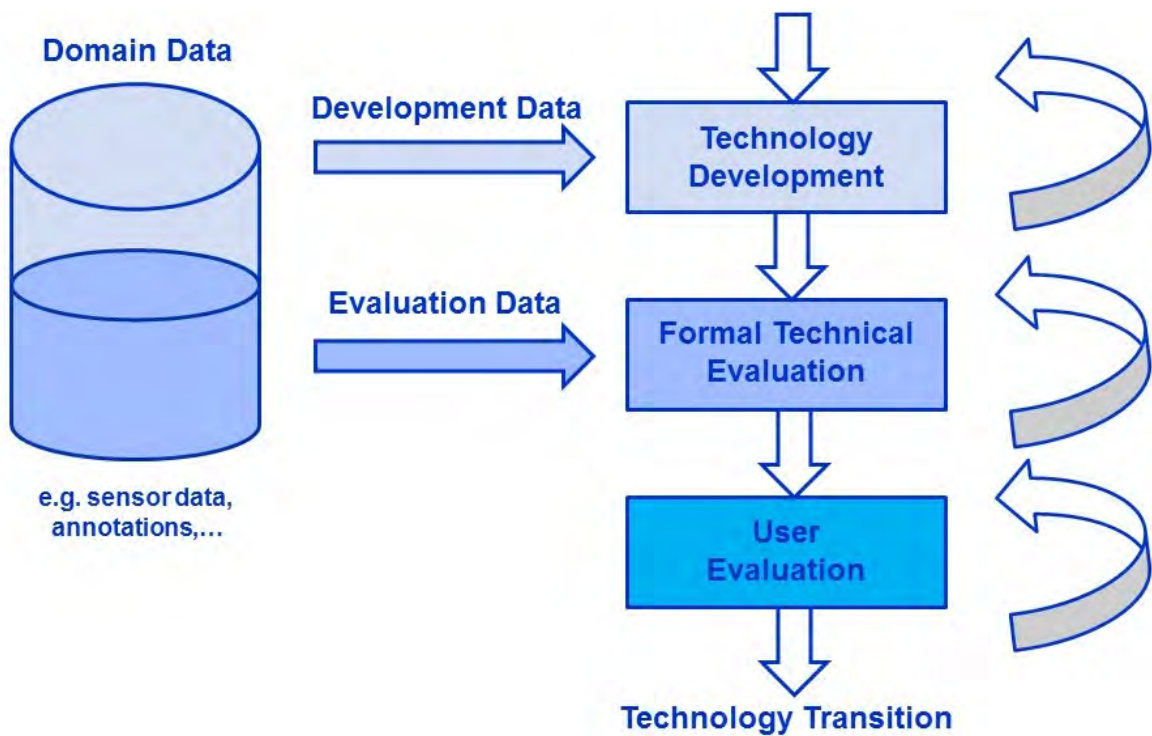 Domain Data
Development Data
Technology
Development
Evaluation Data
Formal Technical
Evaluation
e.g. sensor data,
annotations,...
User
Evaluation
Technology Transition